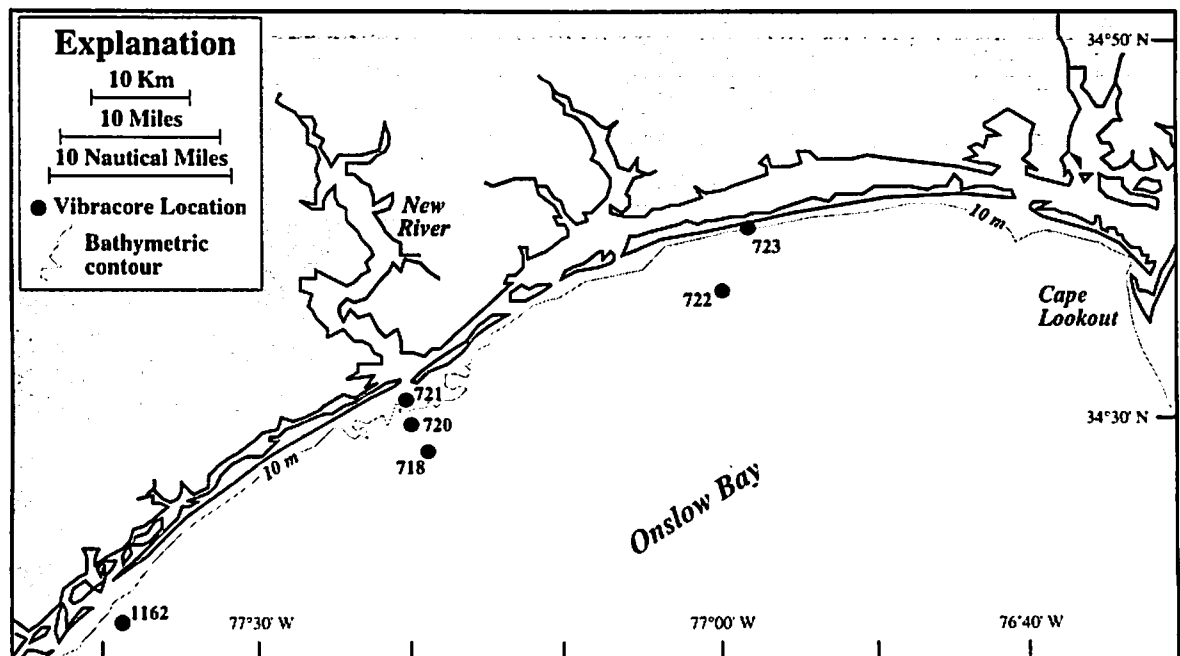 Explanation
10 Km
10 Miles
10 Nautical Miles
Vibracore Location
Bathymetric
contour
34°50' N
New
River
10 m
723
722
Cape
Lookout
721
720
718
34°30' N
10 m
Onslow Bay
1162
77°30' W
77°00' W
76°40' W